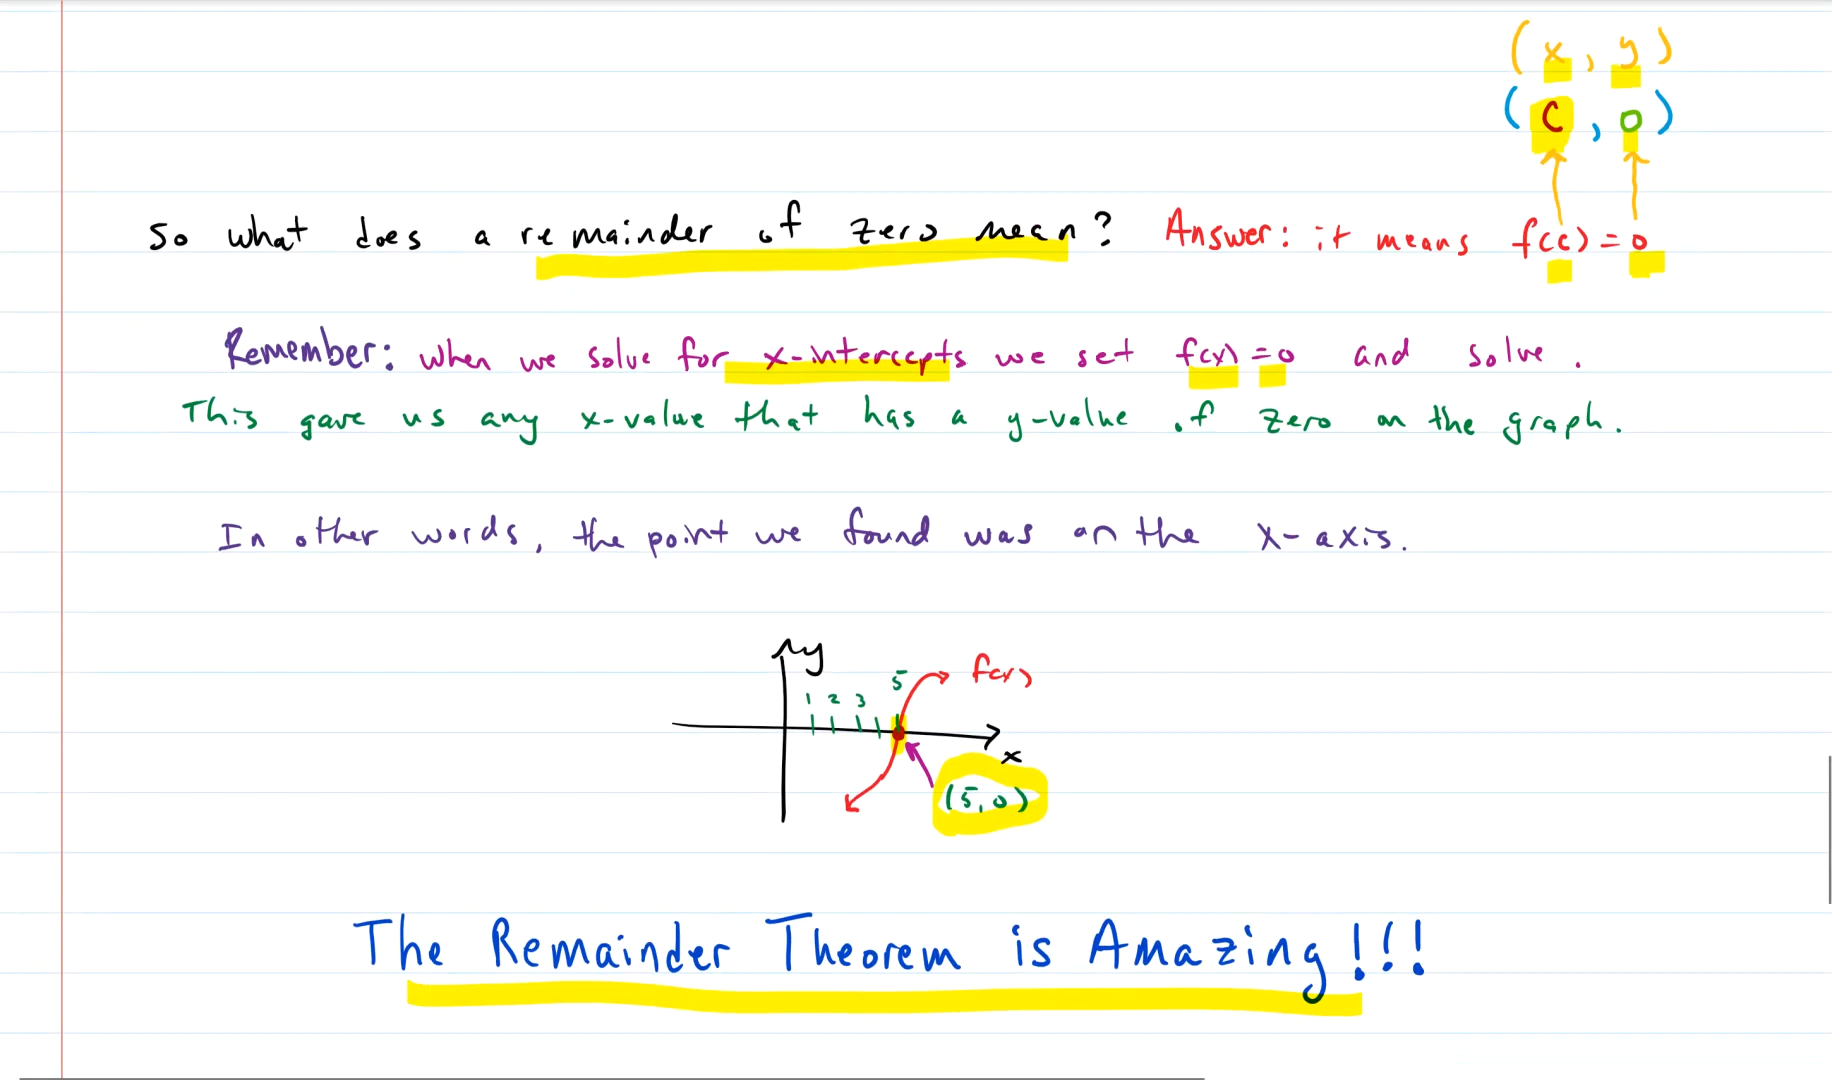 (x, y)
(c, 0)
So what does a remainder of zero mean? Answer: it means f(c) = 0
Remember: when we solve for x-intercepts we set f(x) = 0 and solve.
This gave us any x-value that has a y-value of zero on the graph.
In other words, the point we found was on the x-axis.
y
5 f(x)
1 2 3
x
(5, 0)
The Remainder Theorem is Amazing!!!